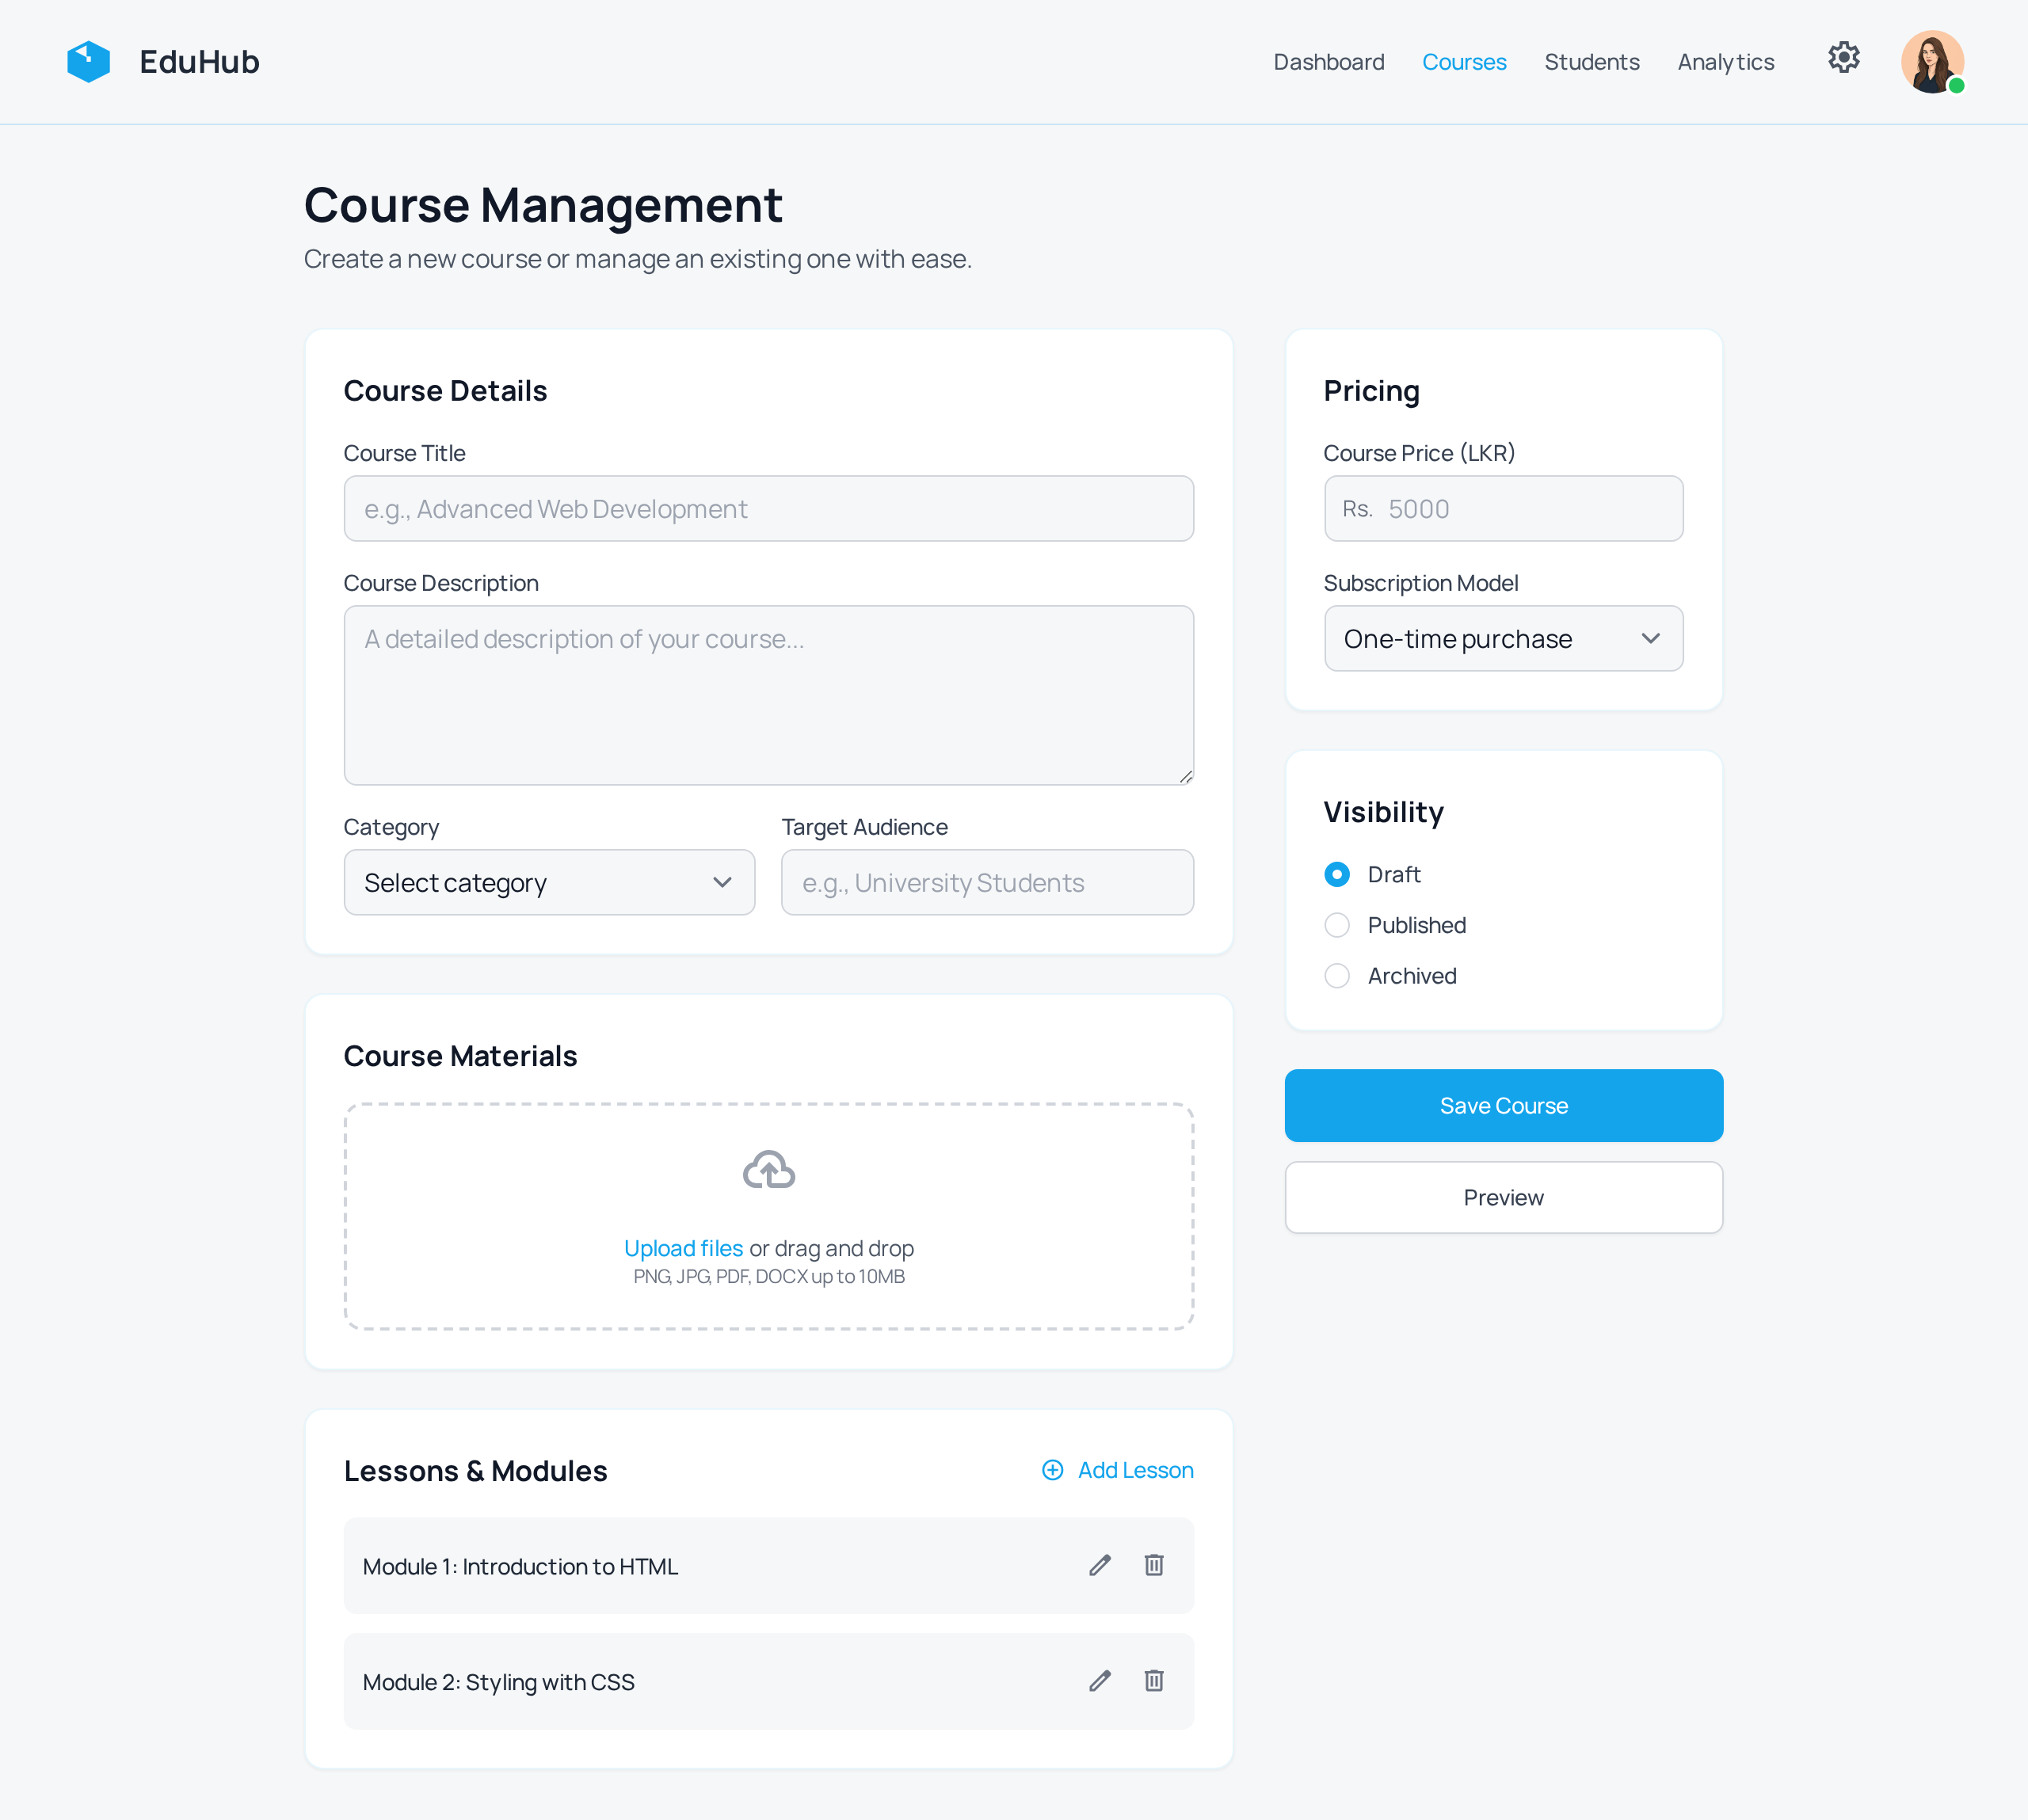 EduHub
Dashboard
Courses
Students
Analytics
Course Management
Create a new course or manage an existing one with ease.
Course Details
Course Title
e.g., Advanced Web Development
Course Description
A detailed description of your course...
Category
Target Audience
Select category
e.g., University Students
Course Materials
Upload files or drag and drop
PNG, JPG, PDF, DOCX up to 10MB
Lessons & Modules
Add Lesson
Module 1: Introduction to HTML
Module 2: Styling with CSS
Pricing
Course Price (LKR)
Rs. 5000
Subscription Model
One-time purchase
Visibility
Draft
Published
Archived
Save Course
Preview